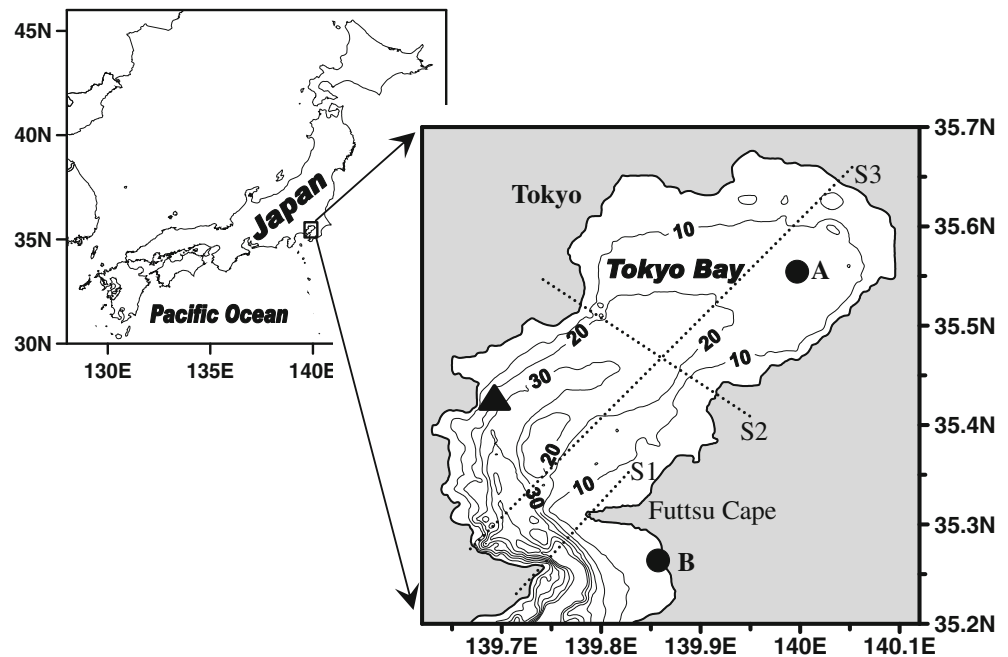 45N
40N
35N
30N
130E
135E
140E
Japan
Pacific Ocean
35.7N
35.6N
35.5N
35.4N
35.3N
35.2N
139.7E
139.8E
139.9E
140E
140.1E
Tokyo
S3
10
Tokyo Bay
A
20
20
10
30
S2
20
S1
10
30
Futtsu Cape
B